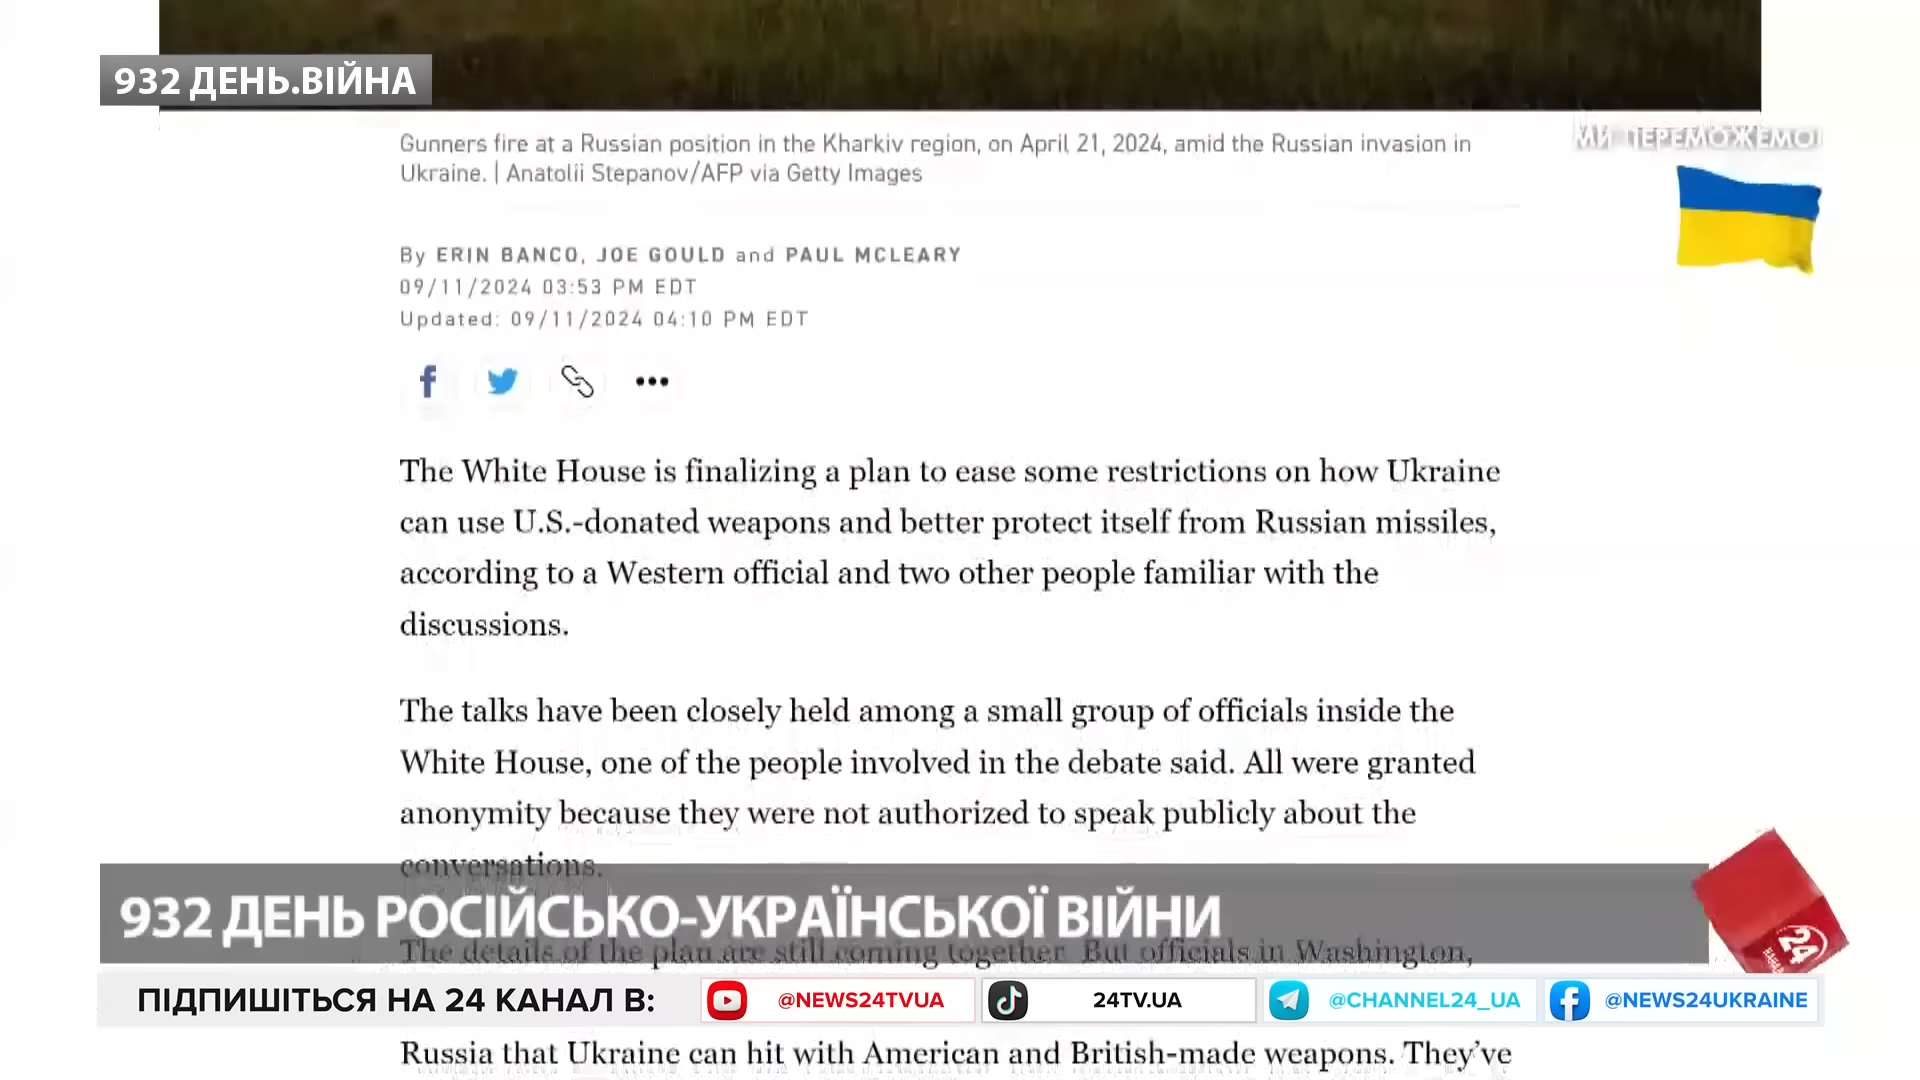 932 ДЕНЬ.ВІЙНА
МИ ПЕРЕМОЖЕМО!
Gunners fire at a Russian position in the Kharkiv region, on April 21, 2024, amid the Russian invasion in
Ukraine. | Anatolii Stepanov/AFP via Getty Images
By ERIN BANCO, JOE GOULD and PAUL MCLEARY
09/11/2024 03:53 PM EDT
Updated: 09/11/2024 04:10 PM EDT
The White House is finalizing a plan to ease some restrictions on how Ukraine
can use U.S.-donated weapons and better protect itself from Russian missiles,
according to a Western official and two other people familiar with the
discussions.
The talks have been closely held among a small group of officials inside the
White House, one of the people involved in the debate said. All were granted
anonymity because they were not authorized to speak publicly about the
conversations.
932 ДЕНЬ РОСІЙСЬКО-УКРАЇНСЬКОЇ ВІЙНИ
The details of the plan are still coming together. But officials in Washington,
24
ПІДПИШІТЬСЯ НА 24 КАНАЛ В:
@NEWS24TVUA
24TV.UA
@CHANNEL24_UA
@NEWS24UKRAINE
Russia that Ukraine can hit with American and British-made weapons. They've